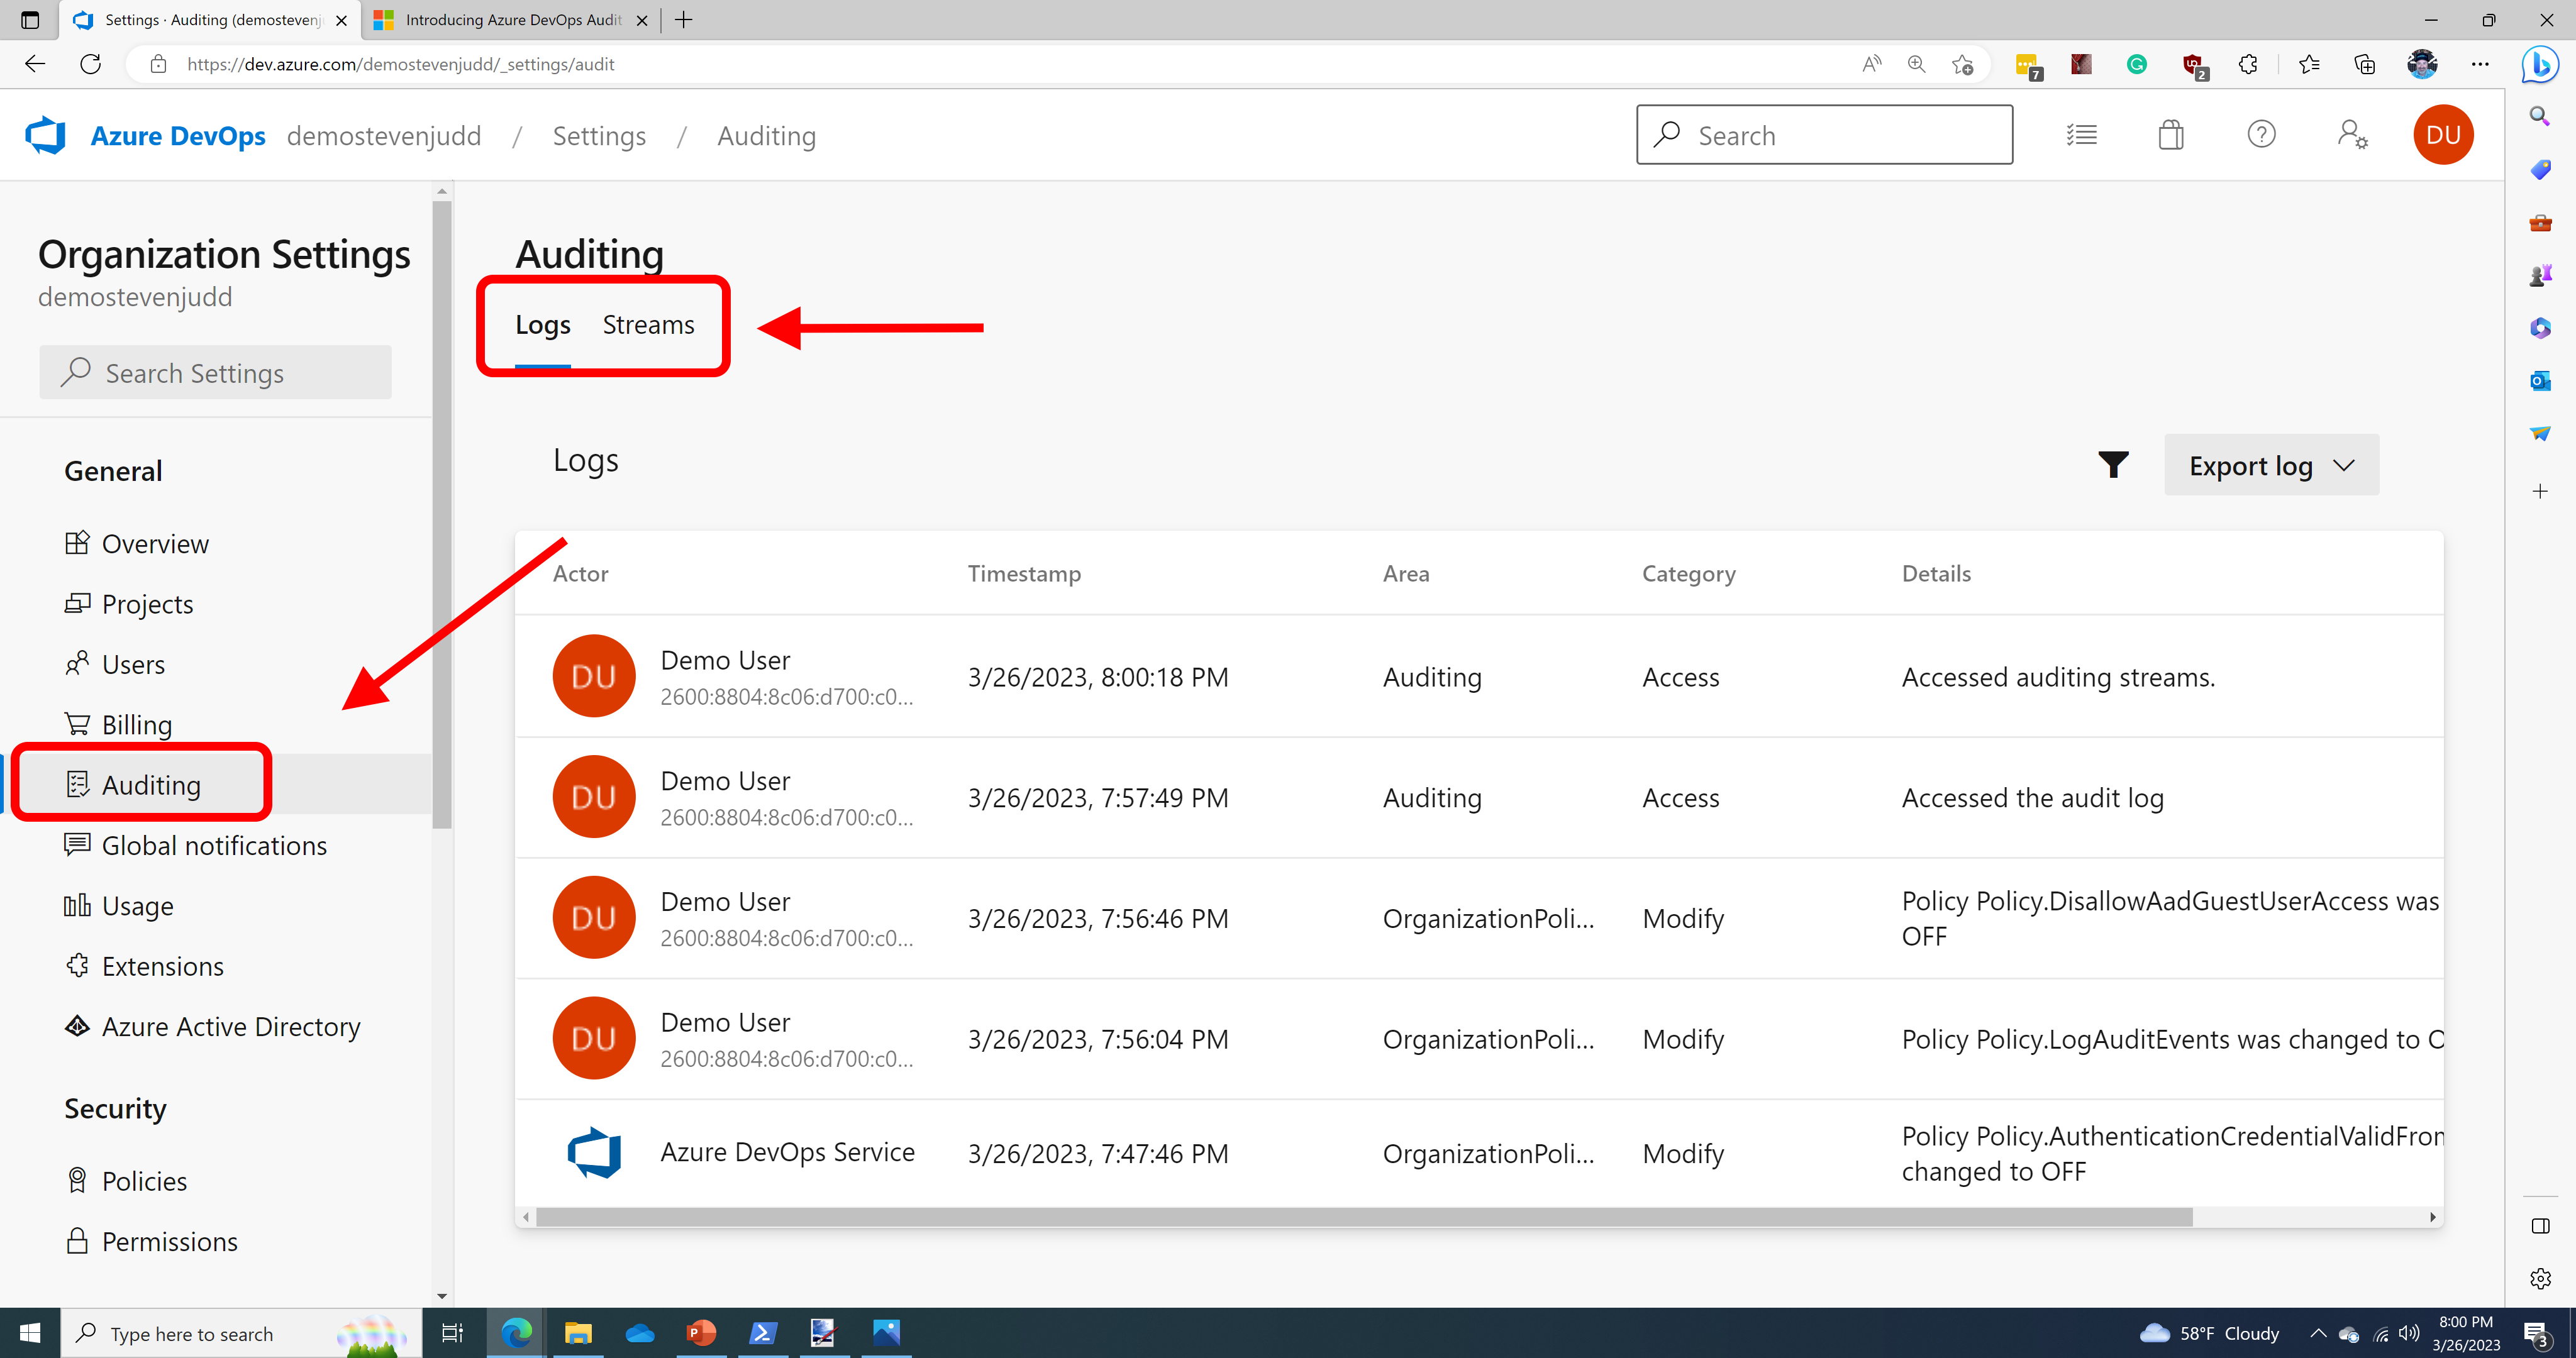 Settings · Auditing (demostevenj
Introducing Azure DevOps Audit
https://dev.azure.com/demostevenjudd/_settings/audit
7
2
Azure DevOps demostevenjudd / Settings / Auditing
Search
DU
Organization Settings
demostevenjudd
Search Settings
General
Overview
Projects
Users
Billing
Auditing
Global notifications
Usage
Extensions
Azure Active Directory
Security
Policies
Permissions
Auditing
Logs Streams
Logs
Export log
Actor Timestamp Area Category Details
DU Demo User 3/26/2023, 8:00:18 PM Auditing Access Accessed auditing streams.
2600:8804:8c06:d700:c0...
DU Demo User 3/26/2023, 7:57:49 PM Auditing Access Accessed the audit log
2600:8804:8c06:d700:c0...
DU Demo User 3/26/2023, 7:56:46 PM OrganizationPoli... Modify Policy Policy.DisallowAadGuestUserAccess was
2600:8804:8c06:d700:c0... OFF
DU Demo User 3/26/2023, 7:56:04 PM OrganizationPoli... Modify Policy Policy.LogAuditEvents was changed to O
2600:8804:8c06:d700:c0...
Azure DevOps Service 3/26/2023, 7:47:46 PM OrganizationPoli... Modify Policy Policy.AuthenticationCredentialValidFrom
changed to OFF
Type here to search
58°F Cloudy
8:00 PM
3/26/2023
3